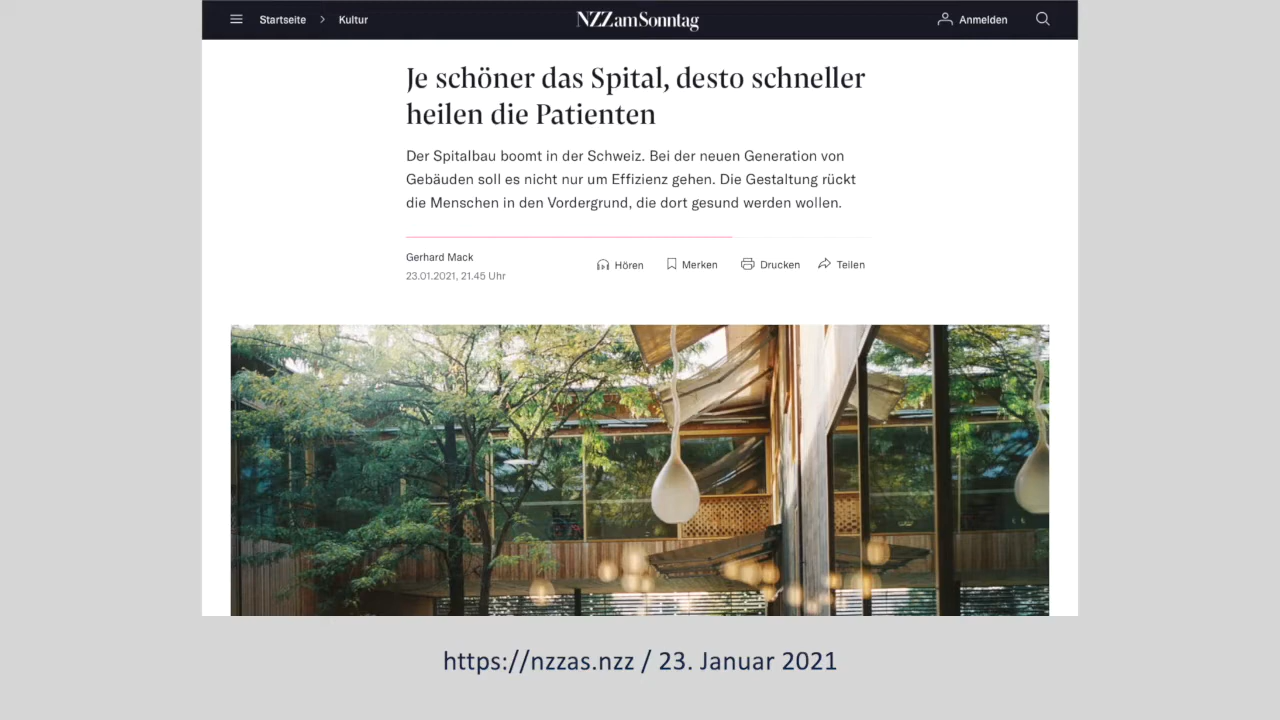 Startseite > Kultur NZZ am Sonntag Anmelden
Je schöner das Spital, desto schneller
heilen die Patienten
Der Spitalbau boomt in der Schweiz. Bei der neuen Generation von
Gebäuden soll es nicht nur um Effizienz gehen. Die Gestaltung rückt
die Menschen in den Vordergrund, die dort gesund werden wollen.
Gerhard Mack
23.01.2021, 21.45 Uhr
Hören Merken Drucken Teilen
https://nzzas.nzz / 23. Januar 2021